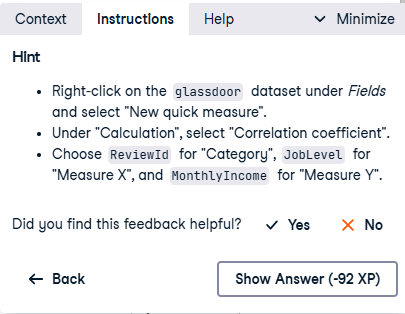 Context Instructions Help Minimize
Hint
• Right-click on the glassdoor dataset under Fields
and select "New quick measure".
• Under "Calculation", select "Correlation coefficient".
• Choose ReviewId for "Category", JobLevel for
"Measure X", and MonthlyIncome for "Measure Y".
Did you find this feedback helpful? ✓ Yes ✕ No
← Back Show Answer (-92 XP)